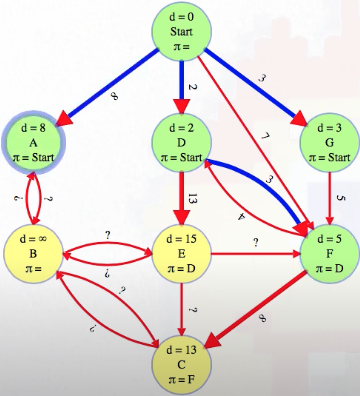 d = 0
Start
π =
8
2
3
7
d = 8
A
π = Start
d = 2
D
π = Start
d = 3
G
π = Start
?
?
13
3
4
5
d = ∞
B
π =
?
?
d = 15
E
π = D
?
d = 5
F
π = D
?
?
?
8
d = 13
C
π = F